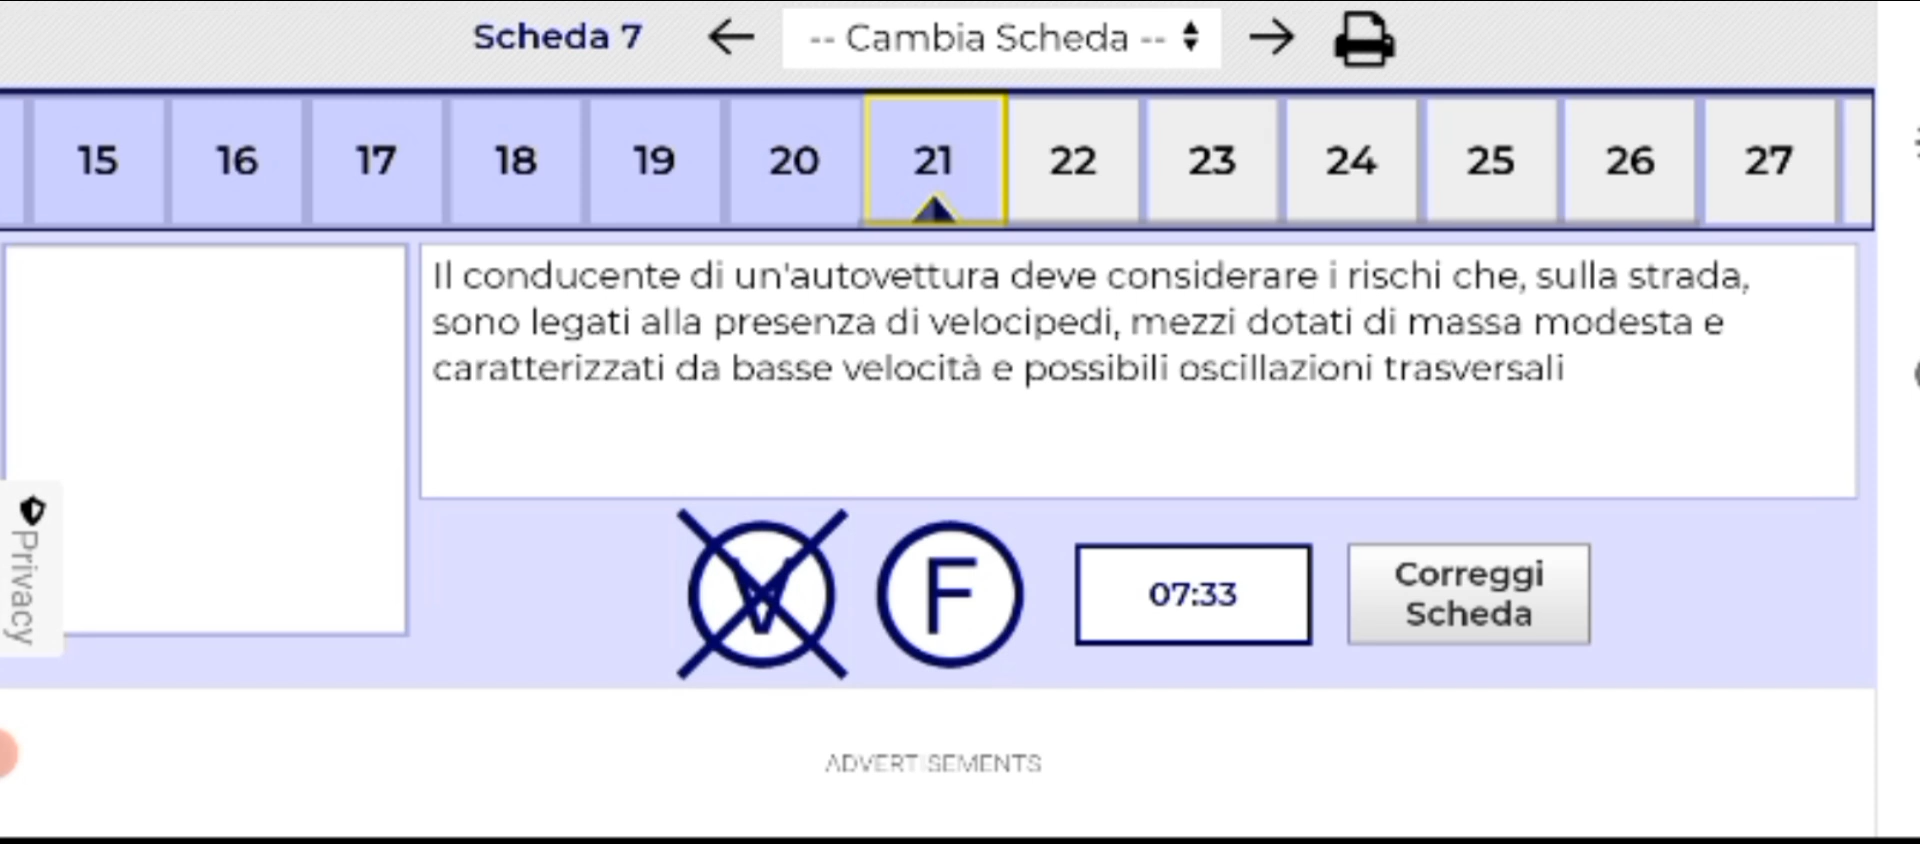 Scheda 7
-- Cambia Scheda --
15 16 17 18 19 20 21 22 23 24 25 26 27
Il conducente di un'autovettura deve considerare i rischi che, sulla strada,
sono legati alla presenza di velocipedi, mezzi dotati di massa modesta e
caratterizzati da basse velocità e possibili oscillazioni trasversali
Privacy
V F 07:33 Correggi
Scheda
ADVERTISEMENTS